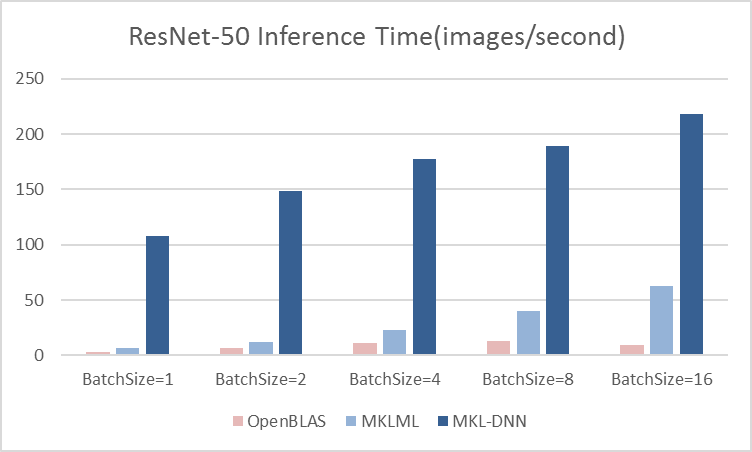 ResNet-50 Inference Time(images/second)
250
200
150
100
50
0
BatchSize=1 BatchSize=2 BatchSize=4 BatchSize=8 BatchSize=16
OpenBLAS MKLML MKL-DNN